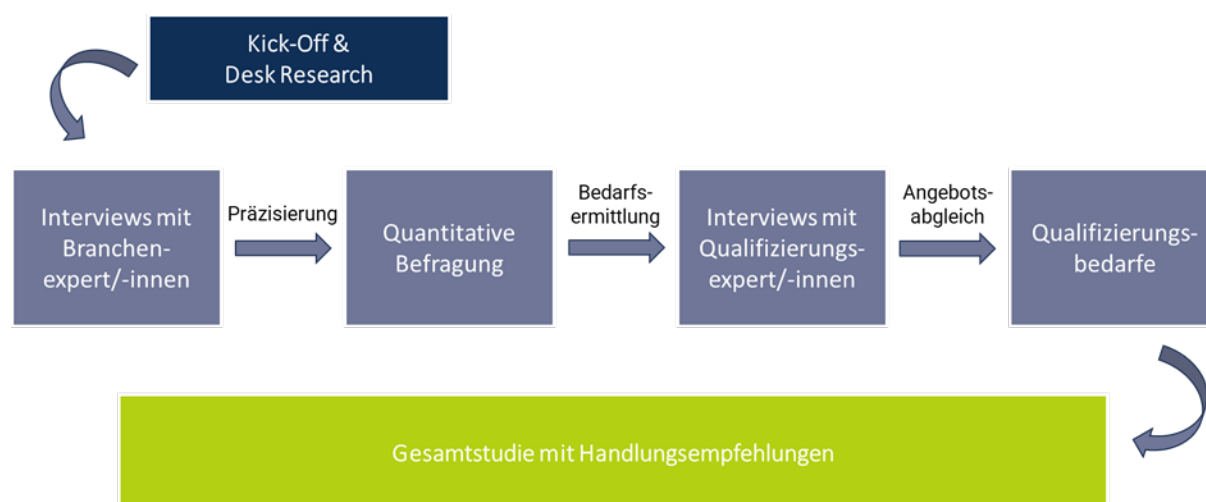 Kick-Off &
Desk Research
Interviews mit
Branchen-
expert/-innen
Präzisierung
Quantitative
Befragung
Bedarfs-
ermittlung
Interviews mit
Qualifizierungs-
expert/-innen
Angebots-
abgleich
Qualifizierungs-
bedarfe
Gesamtstudie mit Handlungsempfehlungen